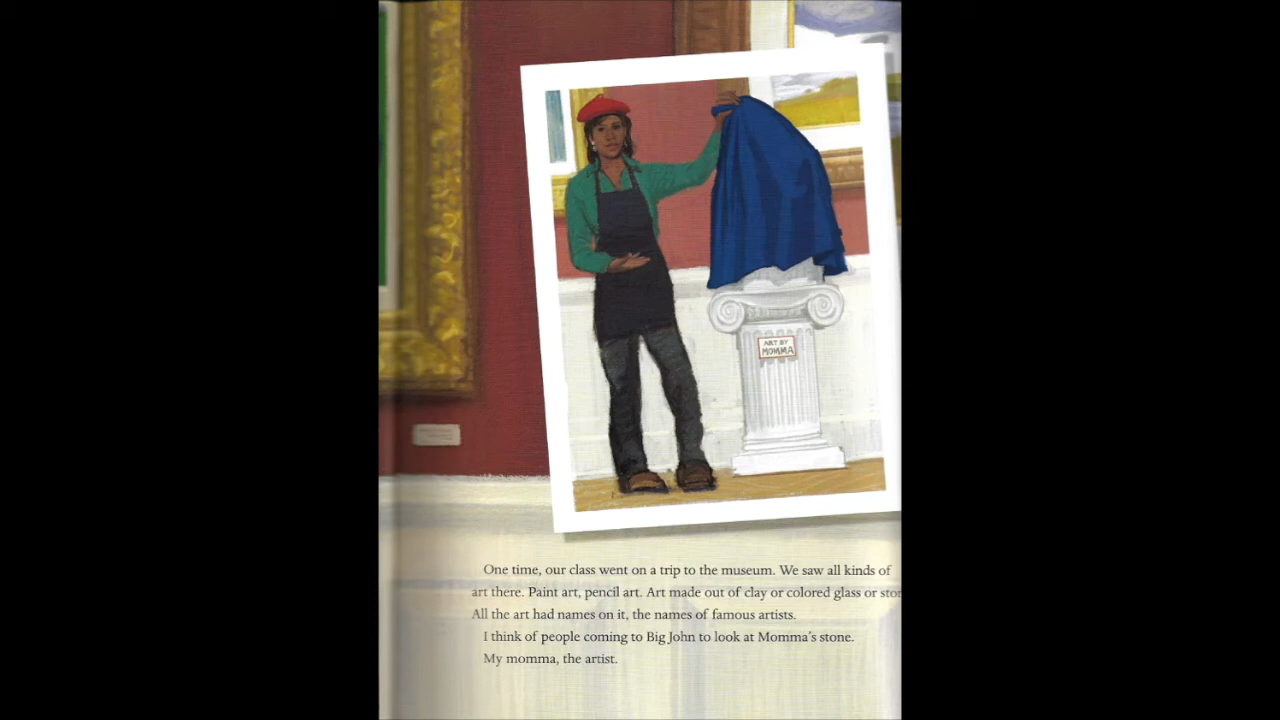 ART BY
MOMMA
One time, our class went on a trip to the museum. We saw all kinds of
art there. Paint art, pencil art. Art made out of clay or colored glass or
All the art had names on it, the names of famous artists.
I think of people coming to Big John to look at Momma's stone.
My momma, the artist.